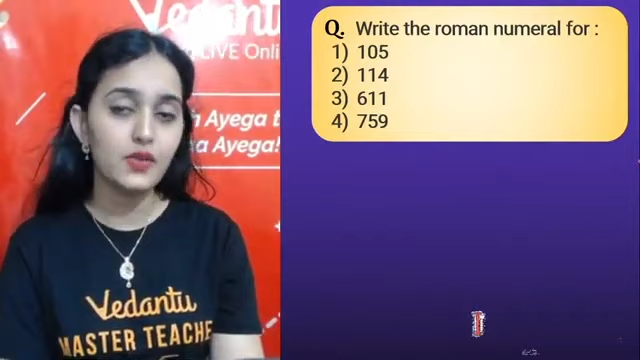 Vedantu
LIVE Onli
h Ayega t
a Ayega!
Vedantu
MASTER TEACHE
Q. Write the roman numeral for :
1) 105
2) 114
3) 611
4) 759